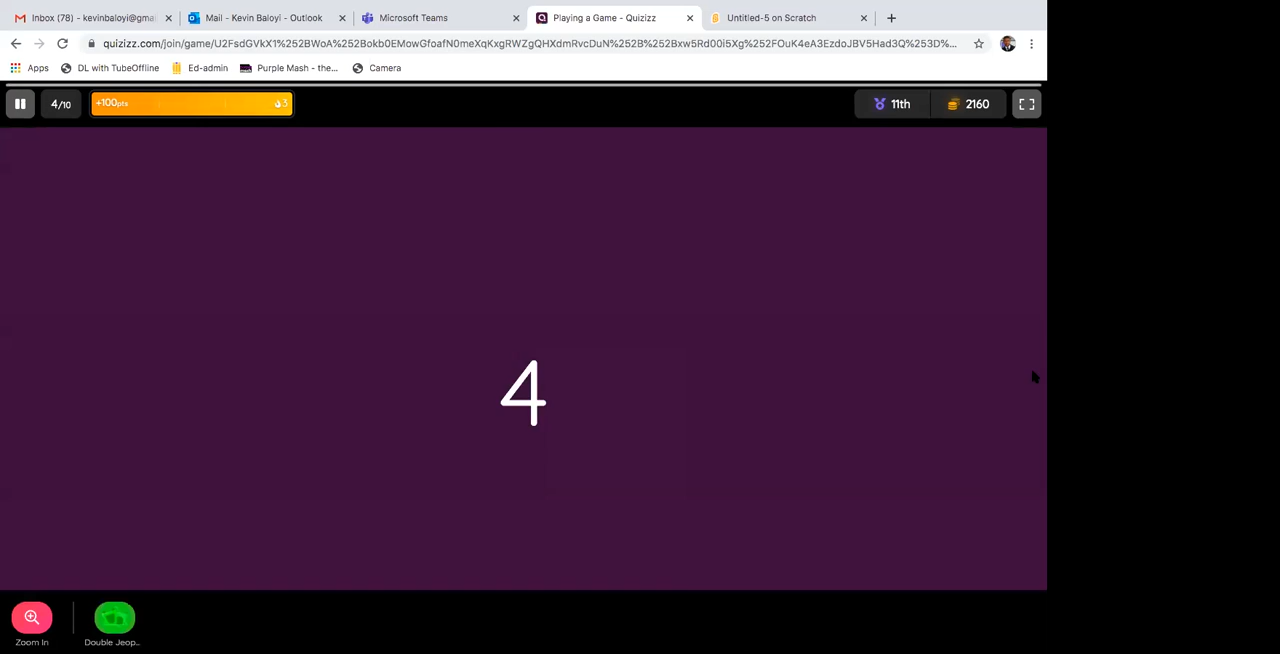 Inbox (78) - kevinbaloyi@gma
Mail - Kevin Baloyi - Outlook
Microsoft Teams
Playing a Game - Quizizz
Untitled-5 on Scratch
quizizz.com/join/game/U2FsdGVkX1%252BWoA%252Bokb0EMowGfoafN0meXqKxgRWZgQHXdmRvcDuN%252B%252Bxw5Rd00i5Xg%252FOuK4eA3EzdoJBV5Had3Q%253D%...
Apps
DL with TubeOffline
Ed-admin
Purple Mash - the...
Camera
4/10
+100pts
3
11th
2160
4
Zoom In
Double Jeop...